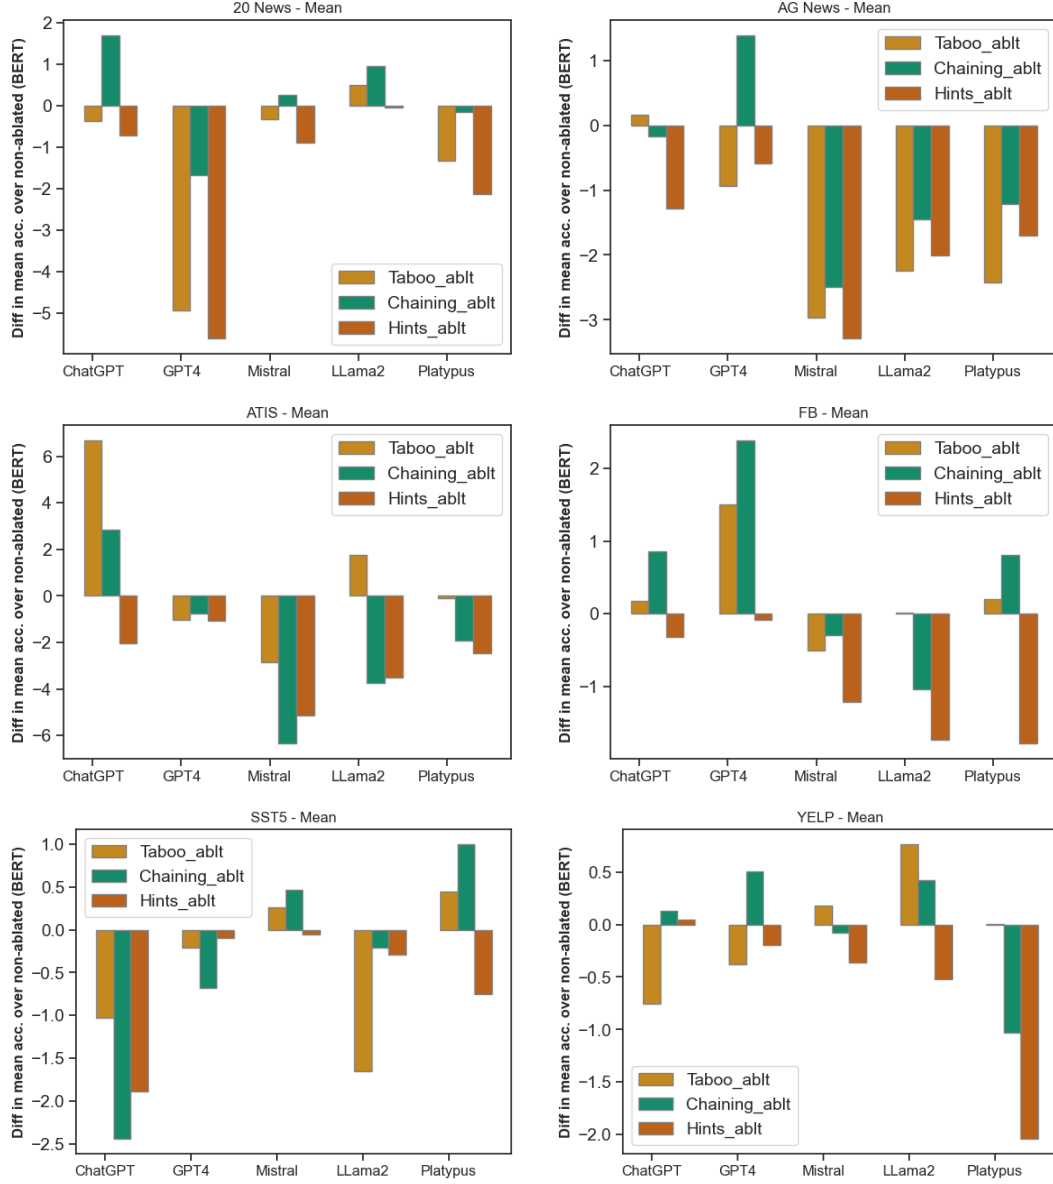 20 News - Mean
Diff in mean acc. over non-ablated (BERT)
2
1
0
−1
−2
−3
−4
−5
Taboo_ablt
Chaining_ablt
Hints_ablt
ChatGPT GPT4 Mistral LLama2 Platypus
AG News - Mean
Diff in mean acc. over non-ablated (BERT)
1
0
−1
−2
−3
Taboo_ablt
Chaining_ablt
Hints_ablt
ChatGPT GPT4 Mistral LLama2 Platypus
ATIS - Mean
Diff in mean acc. over non-ablated (BERT)
6
4
2
0
−2
−4
−6
Taboo_ablt
Chaining_ablt
Hints_ablt
ChatGPT GPT4 Mistral LLama2 Platypus
FB - Mean
Diff in mean acc. over non-ablated (BERT)
2
1
0
−1
Taboo_ablt
Chaining_ablt
Hints_ablt
ChatGPT GPT4 Mistral LLama2 Platypus
SST5 - Mean
Diff in mean acc. over non-ablated (BERT)
1.0
0.5
0.0
−0.5
−1.0
−1.5
−2.0
−2.5
Taboo_ablt
Chaining_ablt
Hints_ablt
ChatGPT GPT4 Mistral LLama2 Platypus
YELP - Mean
Diff in mean acc. over non-ablated (BERT)
0.5
0.0
−0.5
−1.0
−1.5
−2.0
Taboo_ablt
Chaining_ablt
Hints_ablt
ChatGPT GPT4 Mistral LLama2 Platypus